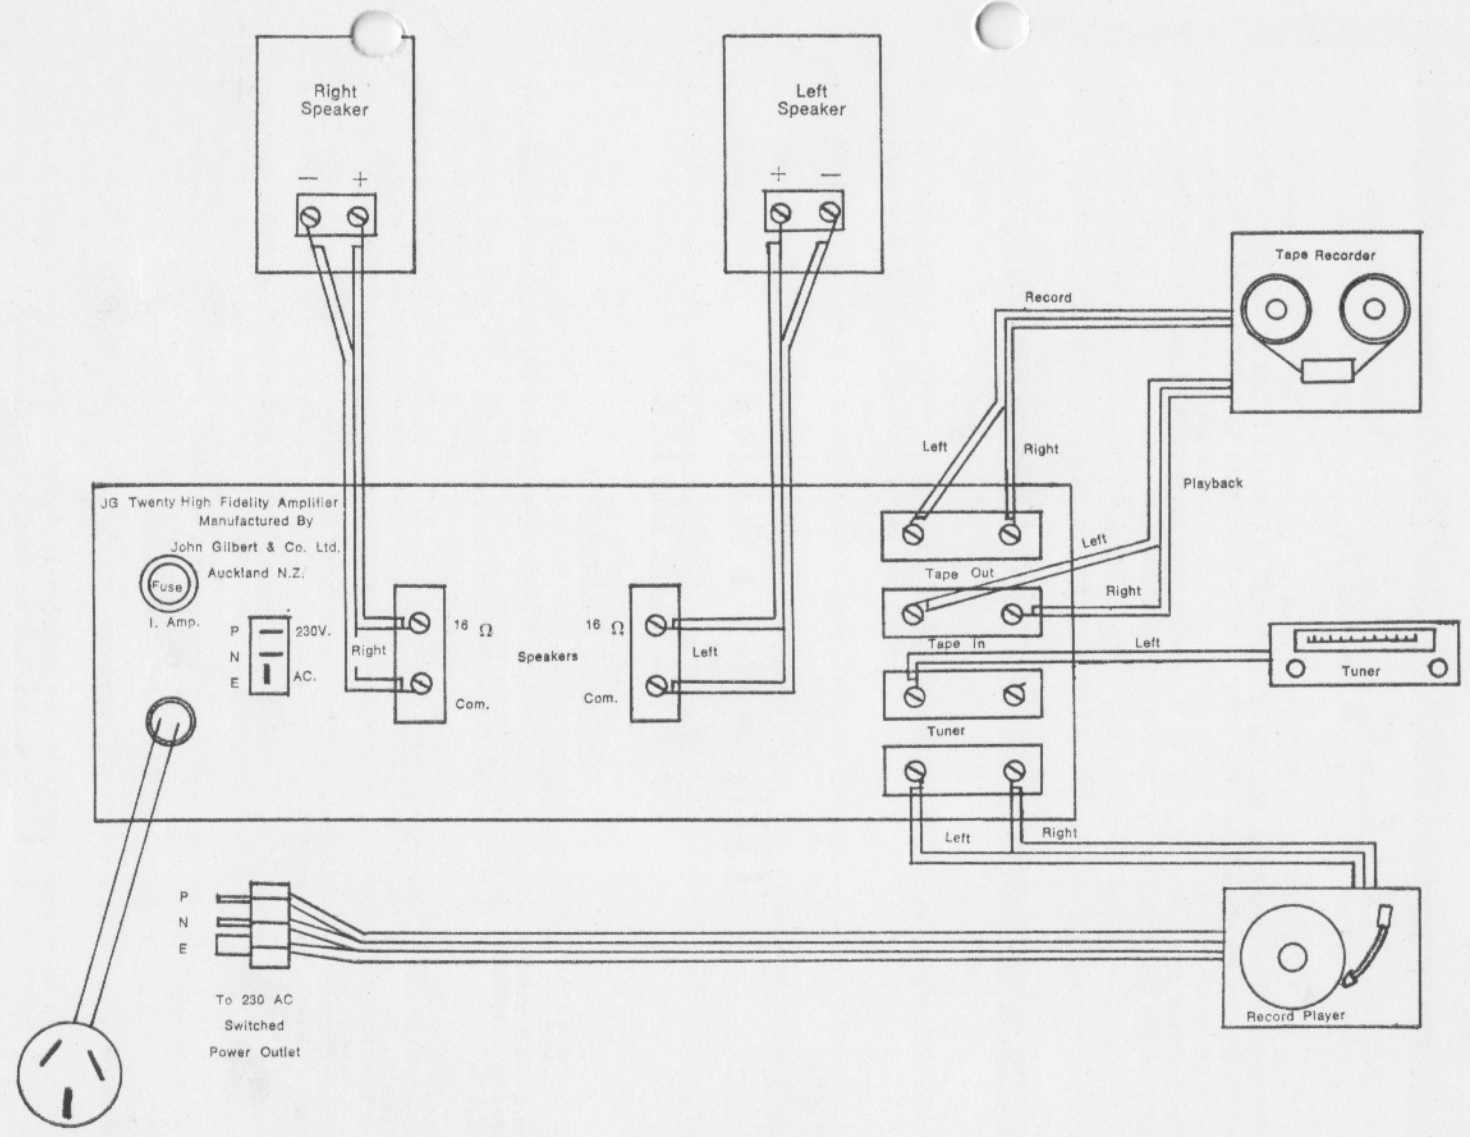 Right
Speaker
− +
Left
Speaker
+ −
Tape Recorder
Record
Left
Right
Playback
JG Twenty High Fidelity Amplifier
Manufactured By
John Gilbert & Co. Ltd.
Auckland N.Z.
Fuse
1. Amp.
P
N
E
230V.
AC.
Right
16 Ω
Com.
Speakers
16 Ω
Com.
Left
Tape Out
Left
Right
Tape In
Left
Tuner
Tuner
Left
Right
P
N
E
To 230 AC
Switched
Power Outlet
Record Player